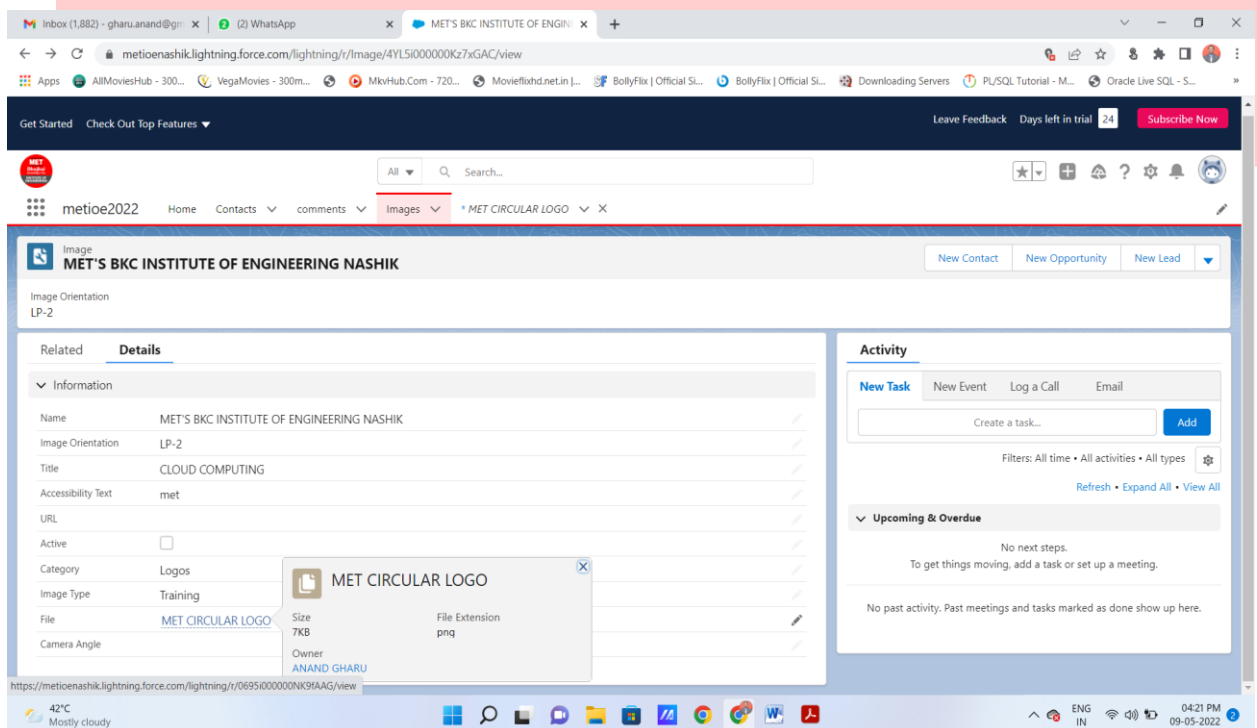 Inbox (1,882) - gharu.anand@gm
(2) WhatsApp
MET'S BKC INSTITUTE OF ENGINE
metioenashik.lightning.force.com/lightning/r/Image/4YL5i000000Kz7xGAC/view
Apps AllMoviesHub - 300... VegaMovies - 300m... MkvHub.Com - 720... Movieflixhd.net.in |... BollyFlix | Official Si... BollyFlix | Official Si... Downloading Servers PL/SQL Tutorial - M... Oracle Live SQL - S... »
Get Started Check Out Top Features Leave Feedback Days left in trial 24 Subscribe Now
MET
All Search...
metioe2022 Home Contacts comments Images * MET CIRCULAR LOGO
Image
MET'S BKC INSTITUTE OF ENGINEERING NASHIK
New Contact New Opportunity New Lead
Image Orientation
LP-2
Related Details
Information
Name MET'S BKC INSTITUTE OF ENGINEERING NASHIK
Image Orientation LP-2
Title CLOUD COMPUTING
Accessibility Text met
URL
Active
Category Logos
Image Type Training
File MET CIRCULAR LOGO
Camera Angle
MET CIRCULAR LOGO
Size File Extension
7KB png
Owner
ANAND GHARU
Activity
New Task New Event Log a Call Email
Create a task... Add
Filters: All time • All activities • All types
Refresh • Expand All • View All
Upcoming & Overdue
No next steps.
To get things moving, add a task or set up a meeting.
No past activity. Past meetings and tasks marked as done show up here.
https://metioenashik.lightning.force.com/lightning/r/0695i000000NK9fAAG/view
42°C
Mostly cloudy
ENG
IN
04:21 PM
09-05-2022
2